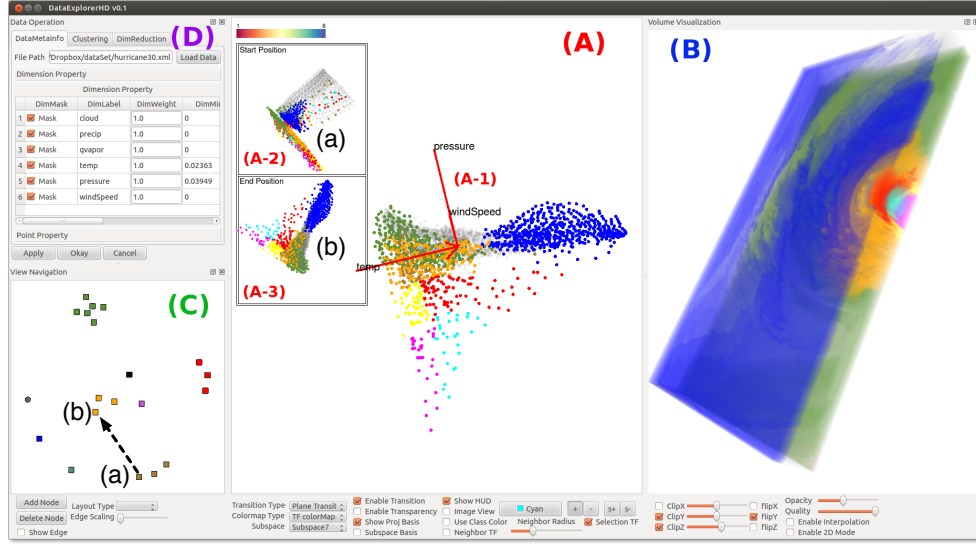 DataExplorerHD v0.1
Data Operation
DataMetaInfo Clustering DimReduction
(D)
File Path /Dropbox/dataSet/hurricane30.xml Load Data
Dimension Property
Dimension Property
DimMask DimLabel DimWeight DimMi
1 Mask cloud 1.0 0
2 Mask precip 1.0 0
3 Mask qvapor 1.0 0
4 Mask temp 1.0 0.02363
5 Mask pressure 1.0 0.03949
6 Mask windSpeed 1.0 0
Point Property
Apply Okay Cancel
View Navigation
(C)
(b)
(a)
Add Node Layout Type
Delete Node Edge Scaling
Show Edge
1 8
(A)
Start Position
(a)
(A-2)
End Position
(b)
(A-3)
pressure
(A-1)
windSpeed
temp
Transition Type Plane Transit
Colormap Type TF colorMap
Subspace Subspace7
Enable Transition
Enable Transparency
Show Proj Basis
Subspace Basis
Show HUD
Image View
Use Class Color
Neighbor TF
Cyan + - S+ S-
Neighbor Radius Selection TF
Volume Visualization
(B)
ClipX flipX
ClipY flipY
ClipZ flipZ
Opacity
Quality
Enable Interpolation
Enable 2D Mode